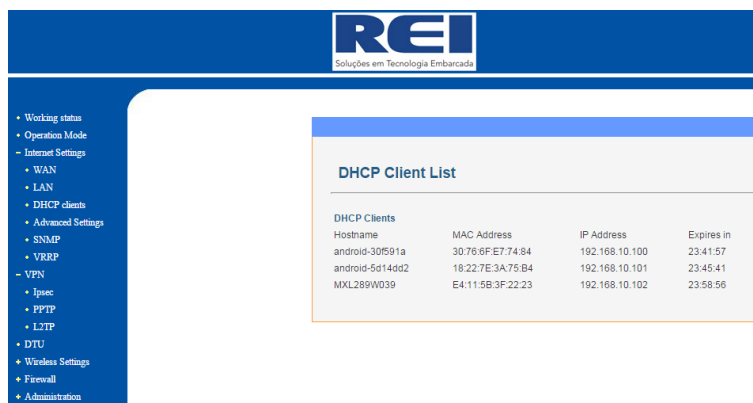 REI
Soluções em Tecnologia Embarcada
Working status
Operation Mode
Internet Settings
WAN
LAN
DHCP clients
Advanced Settings
SNMP
VRRP
VPN
Ipsec
PPTP
L2TP
DTU
Wireless Settings
Firewall
Administration
DHCP Client List
DHCP Clients
Hostname MAC Address IP Address Expires in
android-30f591a 30:76:6F:E7:74:84 192.168.10.100 23:41:57
android-5d14dd2 18:22:7E:3A:75:B4 192.168.10.101 23:45:41
MXL289W039 E4:11:5B:3F:22:23 192.168.10.102 23:58:56